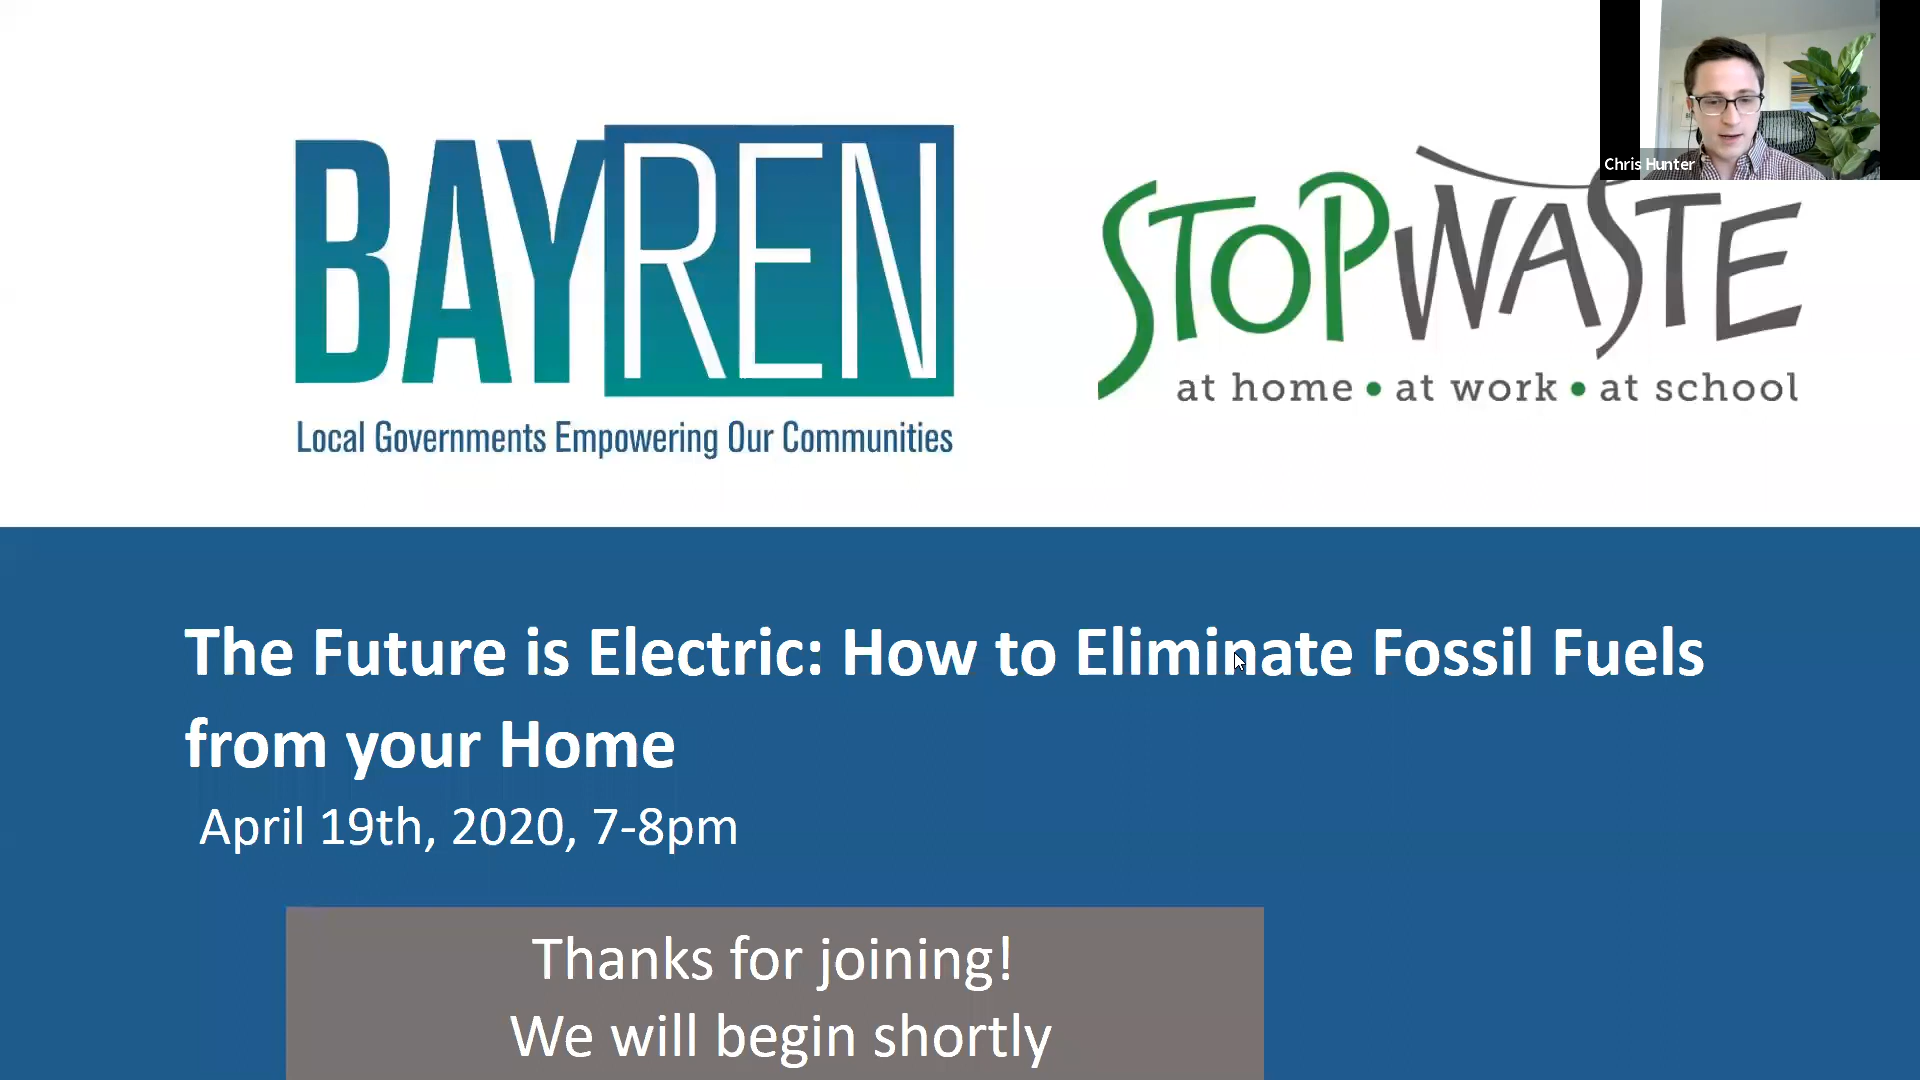 BAYREN
Local Governments Empowering Our Communities
STOPWASTE
at home • at work • at school
Chris Hunter
The Future is Electric: How to Eliminate Fossil Fuels
from your Home
April 19th, 2020, 7-8pm
Thanks for joining!
We will begin shortly